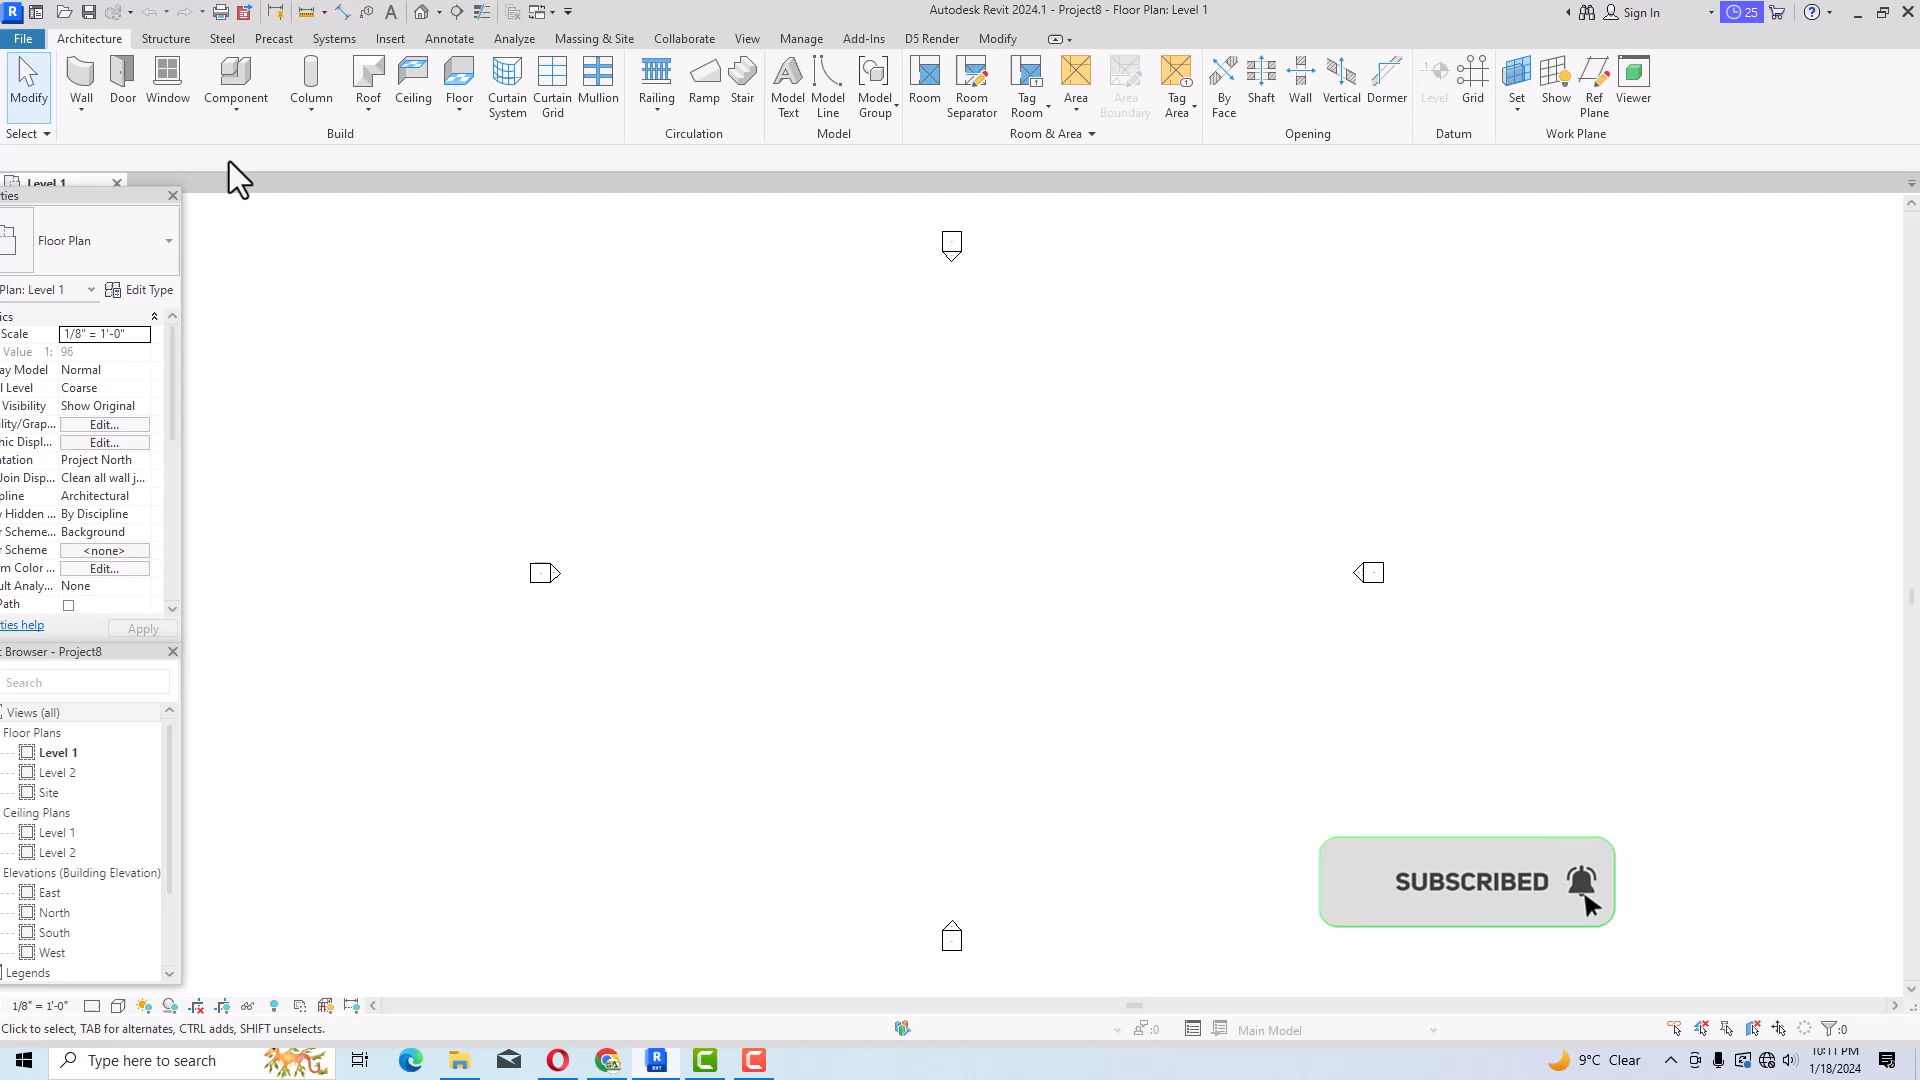 Autodesk Revit 2024.1 - Project8 - Floor Plan: Level 1
Sign In
25
File Architecture Structure Steel Precast Systems Insert Annotate Analyze Massing & Site Collaborate View Manage Add-Ins D5 Render Modify
Modify Wall Door Window Component Column Roof Ceiling Floor Curtain System Curtain Grid Mullion Railing Ramp Stair Model Text Model Line Model Group Room Room Separator Tag Room Area Area Boundary Tag Area By Face Shaft Wall Vertical Dormer Level Grid Set Show Ref Plane Viewer
Select Build Circulation Model Room & Area Opening Datum Work Plane
Level 1
ties
Floor Plan
Plan: Level 1 Edit Type
ics
Scale 1/8" = 1'-0"
Value 1: 96
ay Model Normal
l Level Coarse
Visibility Show Original
ility/Grap... Edit...
hic Displ... Edit...
ntation Project North
Join Disp... Clean all wall j...
pline Architectural
w Hidden ... By Discipline
r Scheme... Background
r Scheme <none>
m Color ... Edit...
ult Analy... None
Path
ties help Apply
t Browser - Project8
Search
Views (all)
Floor Plans
Level 1
Level 2
Site
Ceiling Plans
Level 1
Level 2
Elevations (Building Elevation)
East
North
South
West
Legends
SUBSCRIBED
1/8" = 1'-0"
Click to select, TAB for alternates, CTRL adds, SHIFT unselects.
:0
Main Model
:0
Type here to search
9°C Clear
10:11 PM
1/18/2024